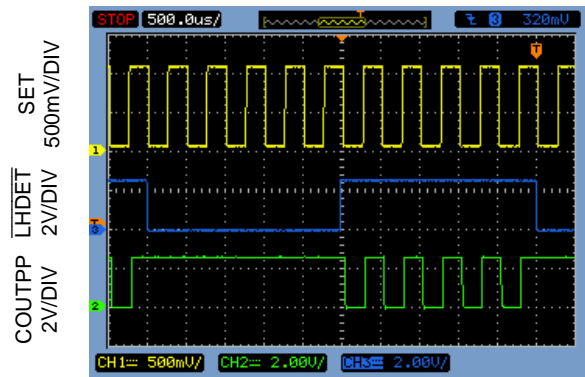 STOP 500.0us/ T 3 320mV
T
SET
500mV/DIV
1
L̅H̅D̅E̅T̅
2V/DIV
T
3
COUTPP
2V/DIV
2
CH1 500mV/ CH2 2.00V/ CH3 2.00V/